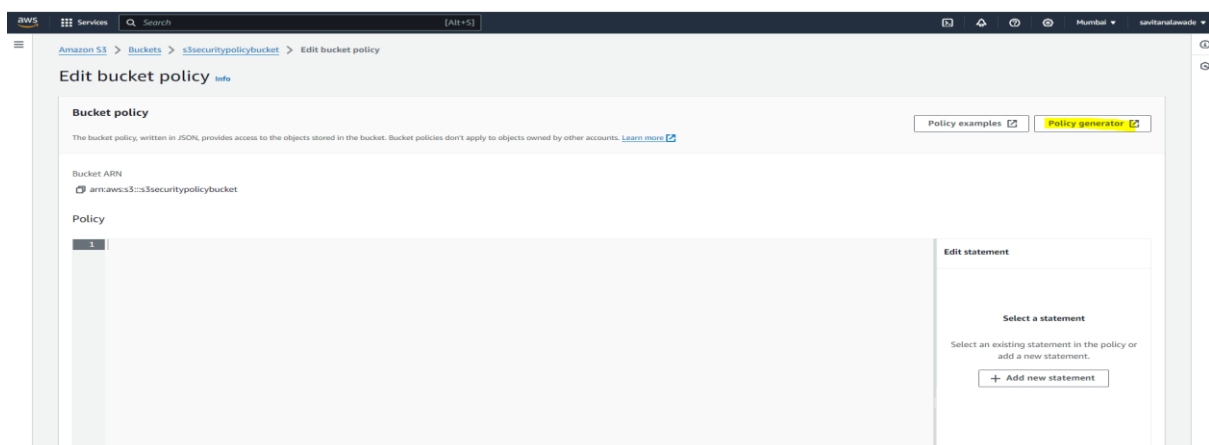 aws Services Search [Alt+S] Mumbai savitanalawade
Amazon S3 > Buckets > s3securitypolicybucket > Edit bucket policy
Edit bucket policy Info
Bucket policy
Policy examples Policy generator
The bucket policy, written in JSON, provides access to the objects stored in the bucket. Bucket policies don't apply to objects owned by other accounts. Learn more
Bucket ARN
arn:aws:s3:::s3securitypolicybucket
Policy
1
Edit statement
Select a statement
Select an existing statement in the policy or
add a new statement.
+ Add new statement